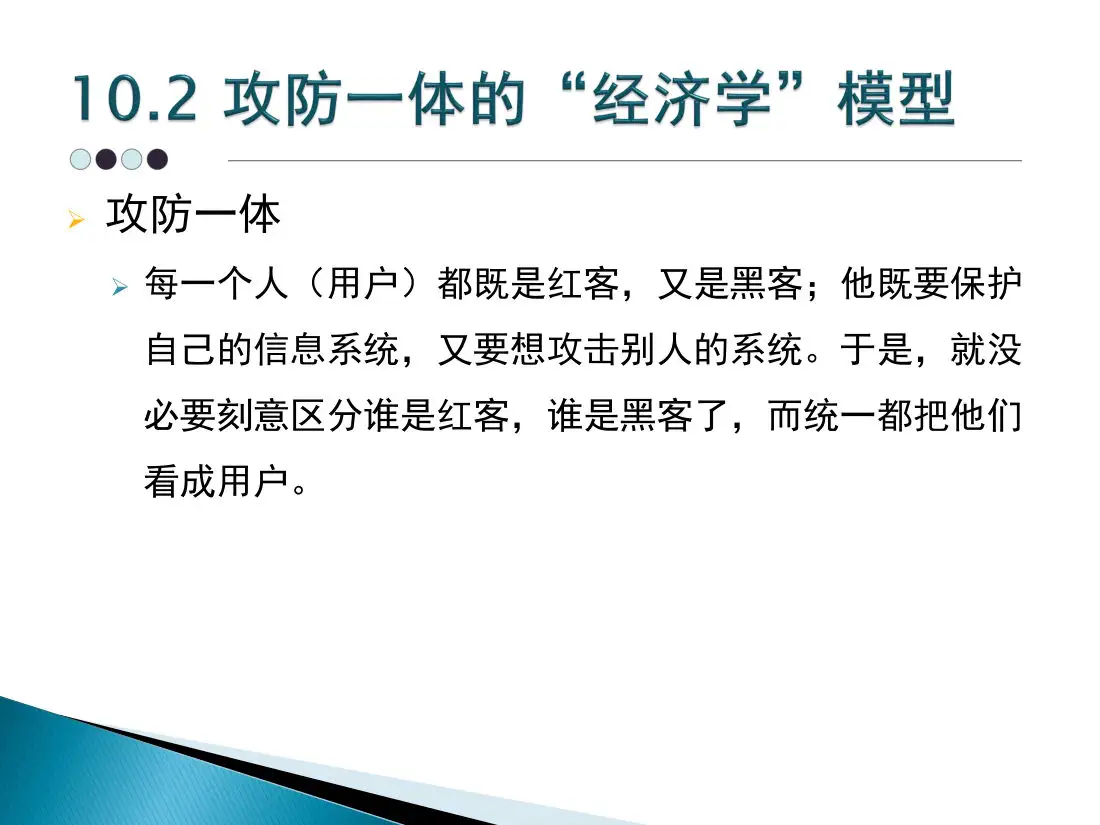 10.2 攻防一体的“经济学”模型
攻防一体
每一个人（用户）都既是红客，又是黑客；他既要保护
自己的信息系统，又要想攻击别人的系统。于是，就没
必要刻意区分谁是红客，谁是黑客了，而统一都把他们
看成用户。